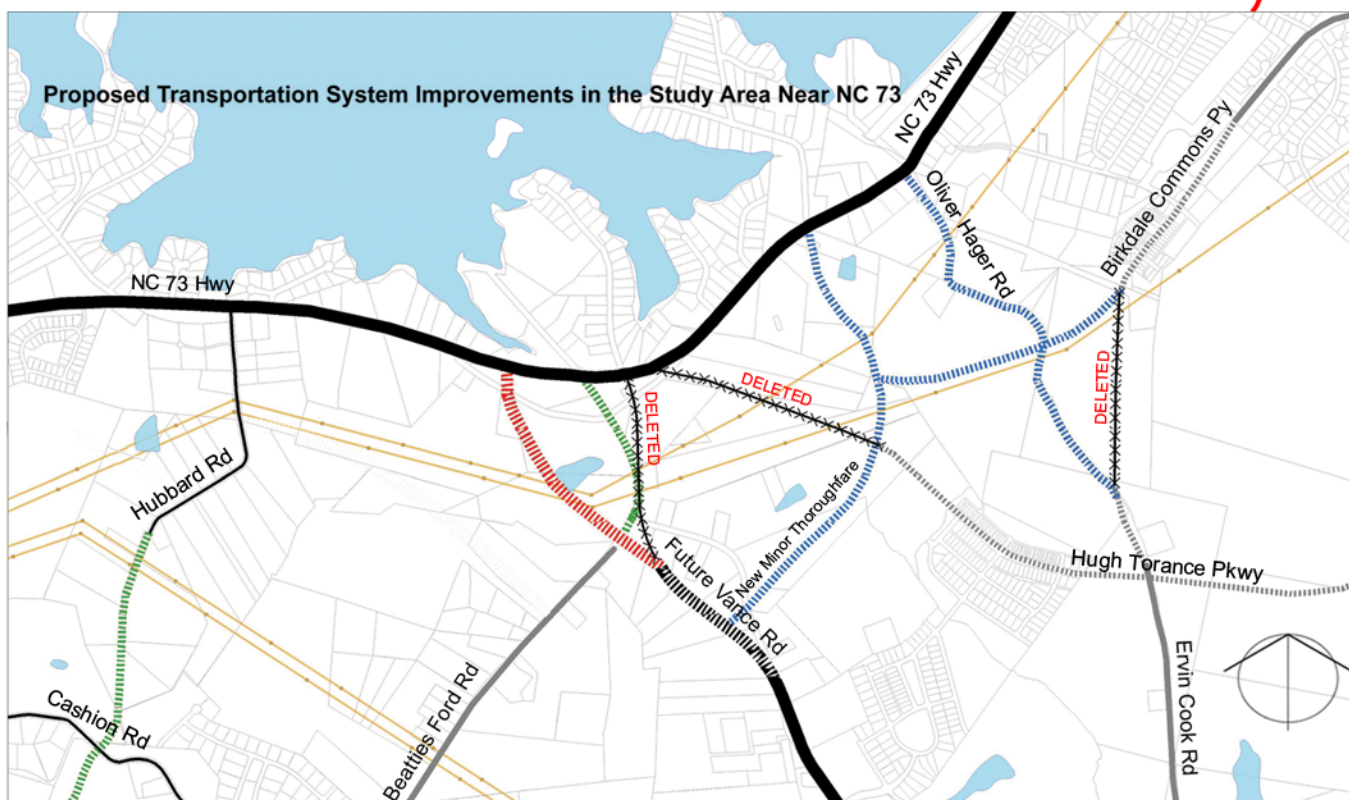 Proposed Transportation System Improvements in the Study Area Near NC 73
NC 73 Hwy
Oliver Hager Rd
Birkdale Commons Py
NC 73 Hwy
DELETED
DELETED
DELETED
Hubbard Rd
New Minor Thoroughfare
Future Vance Rd
Hugh Torance Pkwy
Ervin Cook Rd
Beatties Ford Rd
Cashion Rd